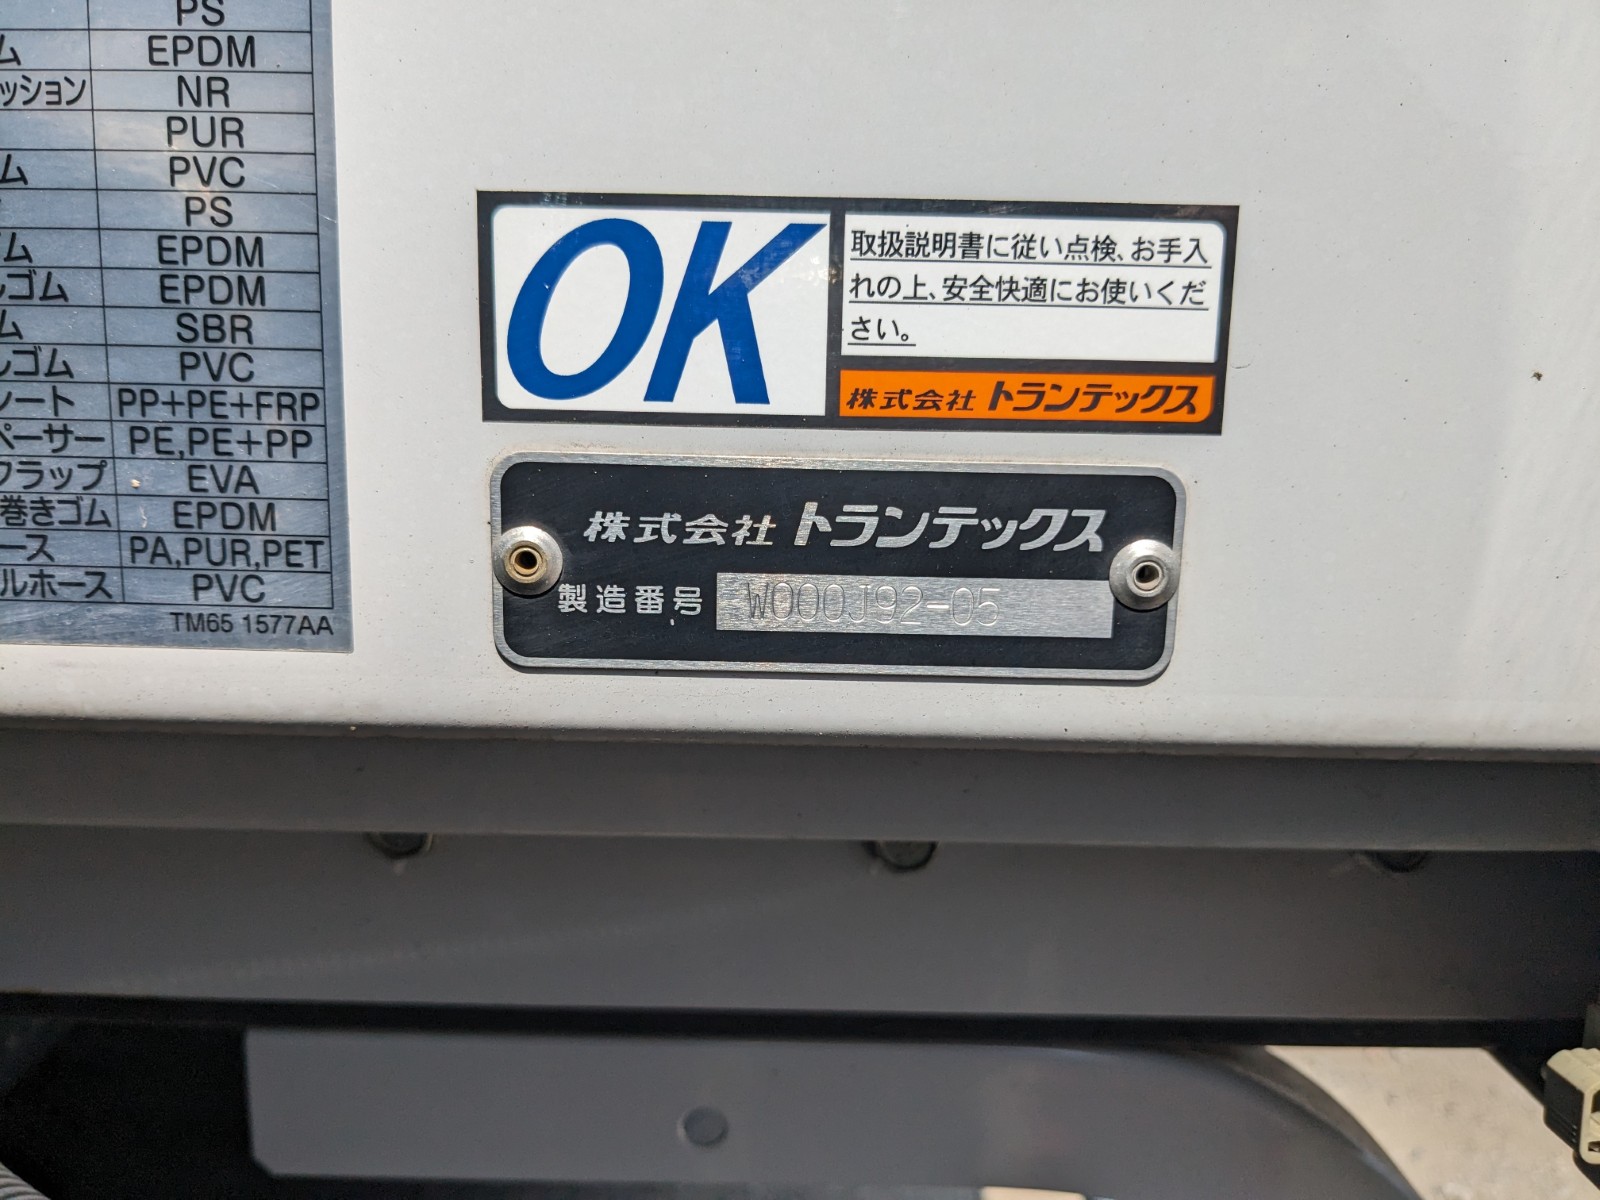 PS
ム EPDM
ッション NR
PUR
ム PVC
PS
ム EPDM
ルゴム EPDM
ム SBR
ルゴム PVC
シート PP+PE+FRP
ペーサー PE,PE+PP
フラップ EVA
巻きゴム EPDM
ース PA,PUR,PET
ルホース PVC
TM65 1577AA
OK
取扱説明書に従い点検、お手入
れの上、安全快適にお使いくだ
さい。
株式会社 トランテックス
株式会社 トランテックス
製造番号 W000J92-05